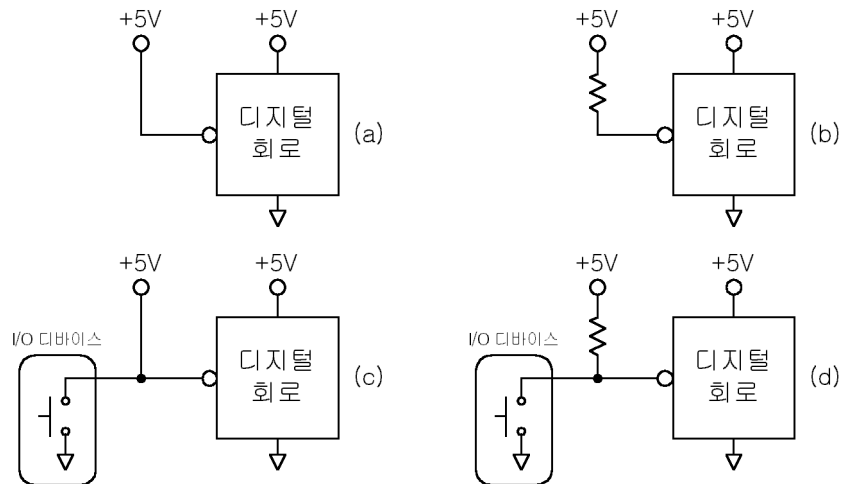 +5V +5V
디지털
회로
(a)
+5V +5V
디지털
회로
(b)
+5V +5V
I/O 디바이스
디지털
회로
(c)
+5V +5V
I/O 디바이스
디지털
회로
(d)